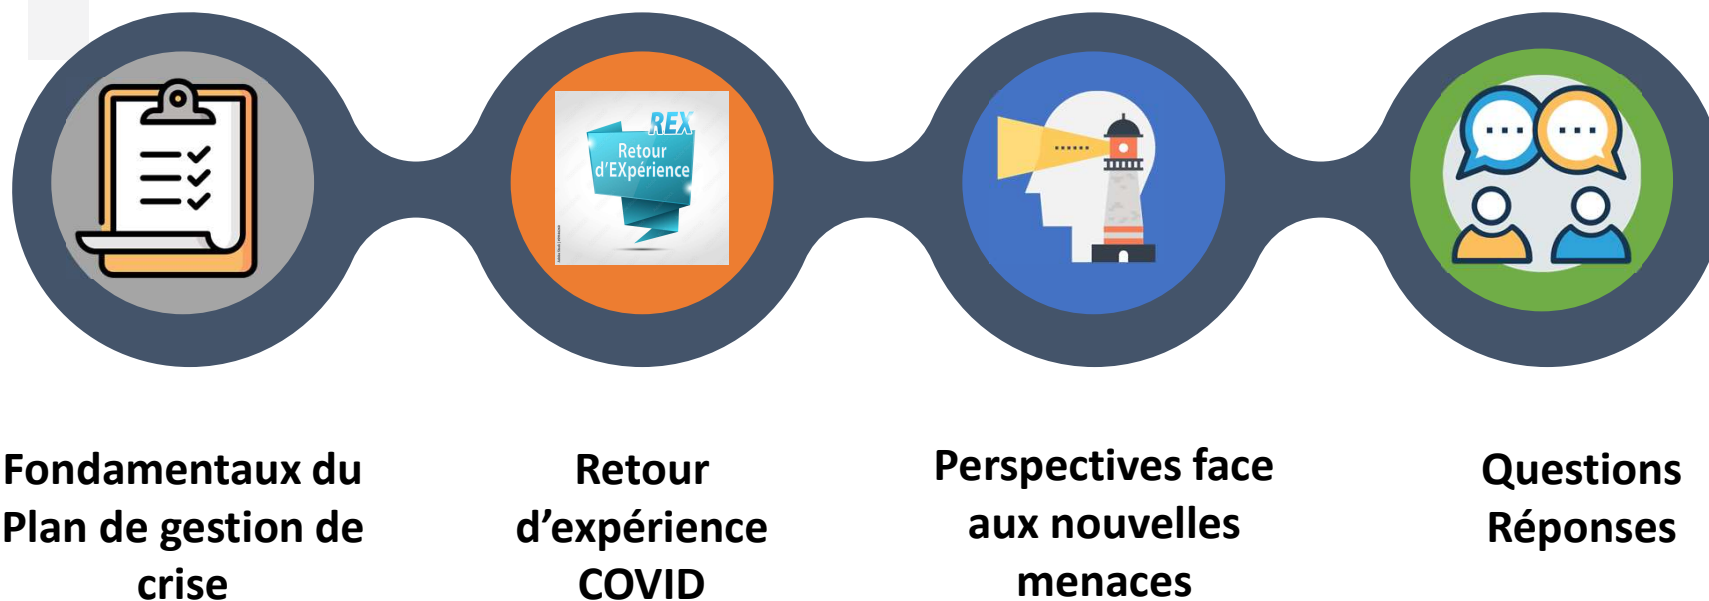 REX
Retour
d'EXpérience
Fondamentaux du
Plan de gestion de
crise
Retour
d’expérience
COVID
Perspectives face
aux nouvelles
menaces
Questions
Réponses